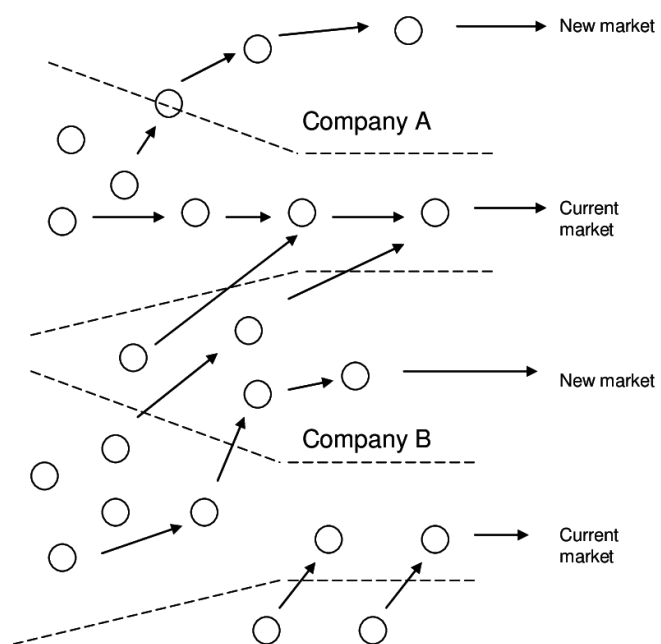 New market
Company A
Current
market
New market
Company B
Current
market